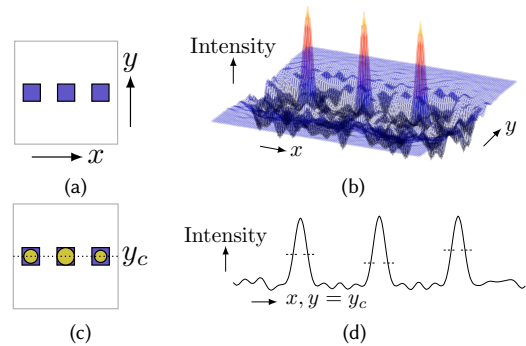 y
x
(a)
Intensity
x
y
(b)
y_c
(c)
Intensity
x, y = y_c
(d)